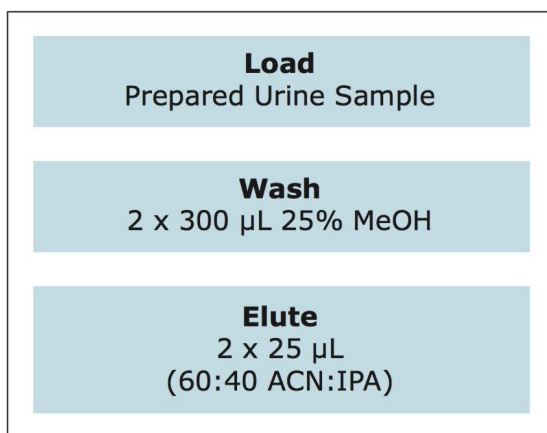 Load
Prepared Urine Sample
Wash
2 x 300 µL 25% MeOH
Elute
2 x 25 µL
(60:40 ACN:IPA)